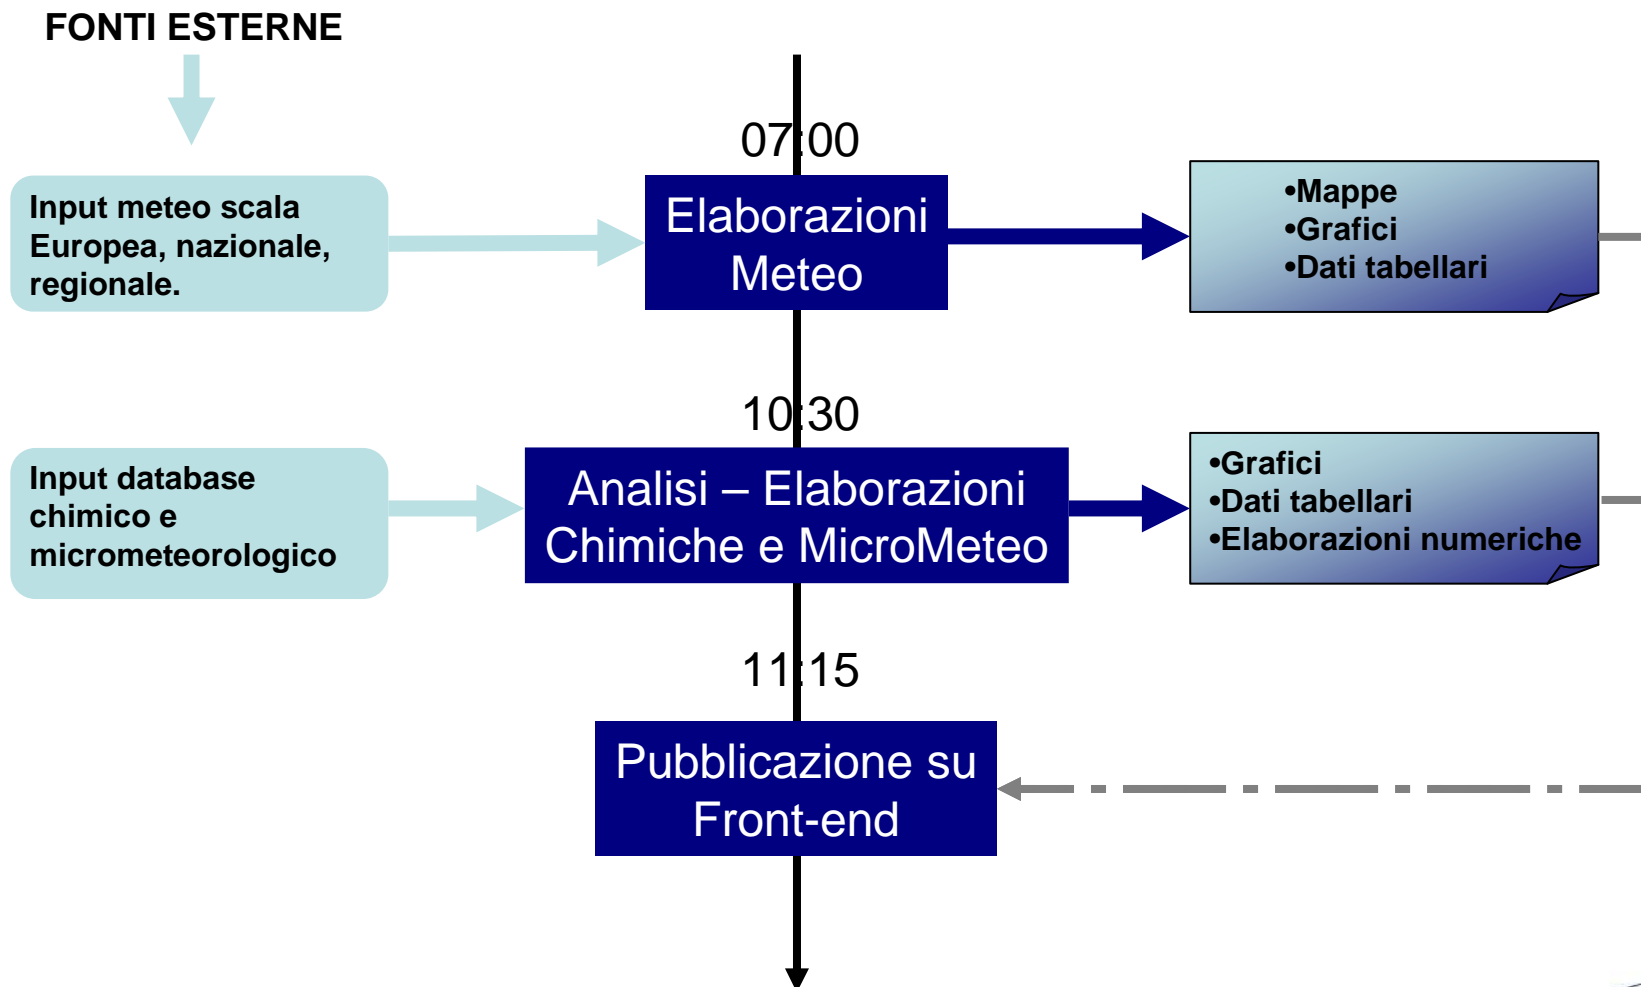 FONTI ESTERNE
07:00
Input meteo scala
Europea, nazionale,
regionale.
Elaborazioni
Meteo
•Mappe
•Grafici
•Dati tabellari
10:30
Input database
chimico e
micrometeorologico
Analisi – Elaborazioni
Chimiche e MicroMeteo
•Grafici
•Dati tabellari
•Elaborazioni numeriche
11:15
Pubblicazione su
Front-end